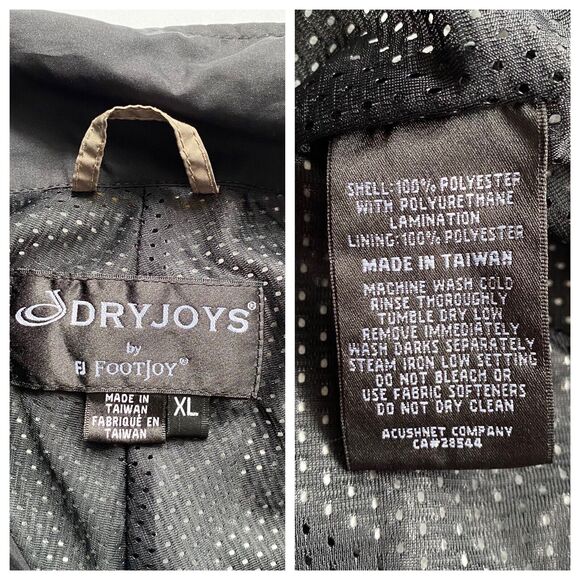 DRYJOYS®
by
FJ FOOTJOY®
MADE IN
TAIWAN
FABRIQUÉ EN
TAIWAN
XL
SHELL-100% POLYESTER
WITH POLYURETHANE
LAMINATION
LINING-100% POLYESTER
MADE IN TAIWAN
MACHINE WASH COLD
RINSE THOROUGHLY
TUMBLE DRY LOW
REMOVE IMMEDIATELY
WASH DARKS SEPARATELY
STEAM IRON LOW SETTING
DO NOT BLEACH OR
USE FABRIC SOFTENERS
DO NOT DRY CLEAN
ACUSHNET COMPANY
CA#28544